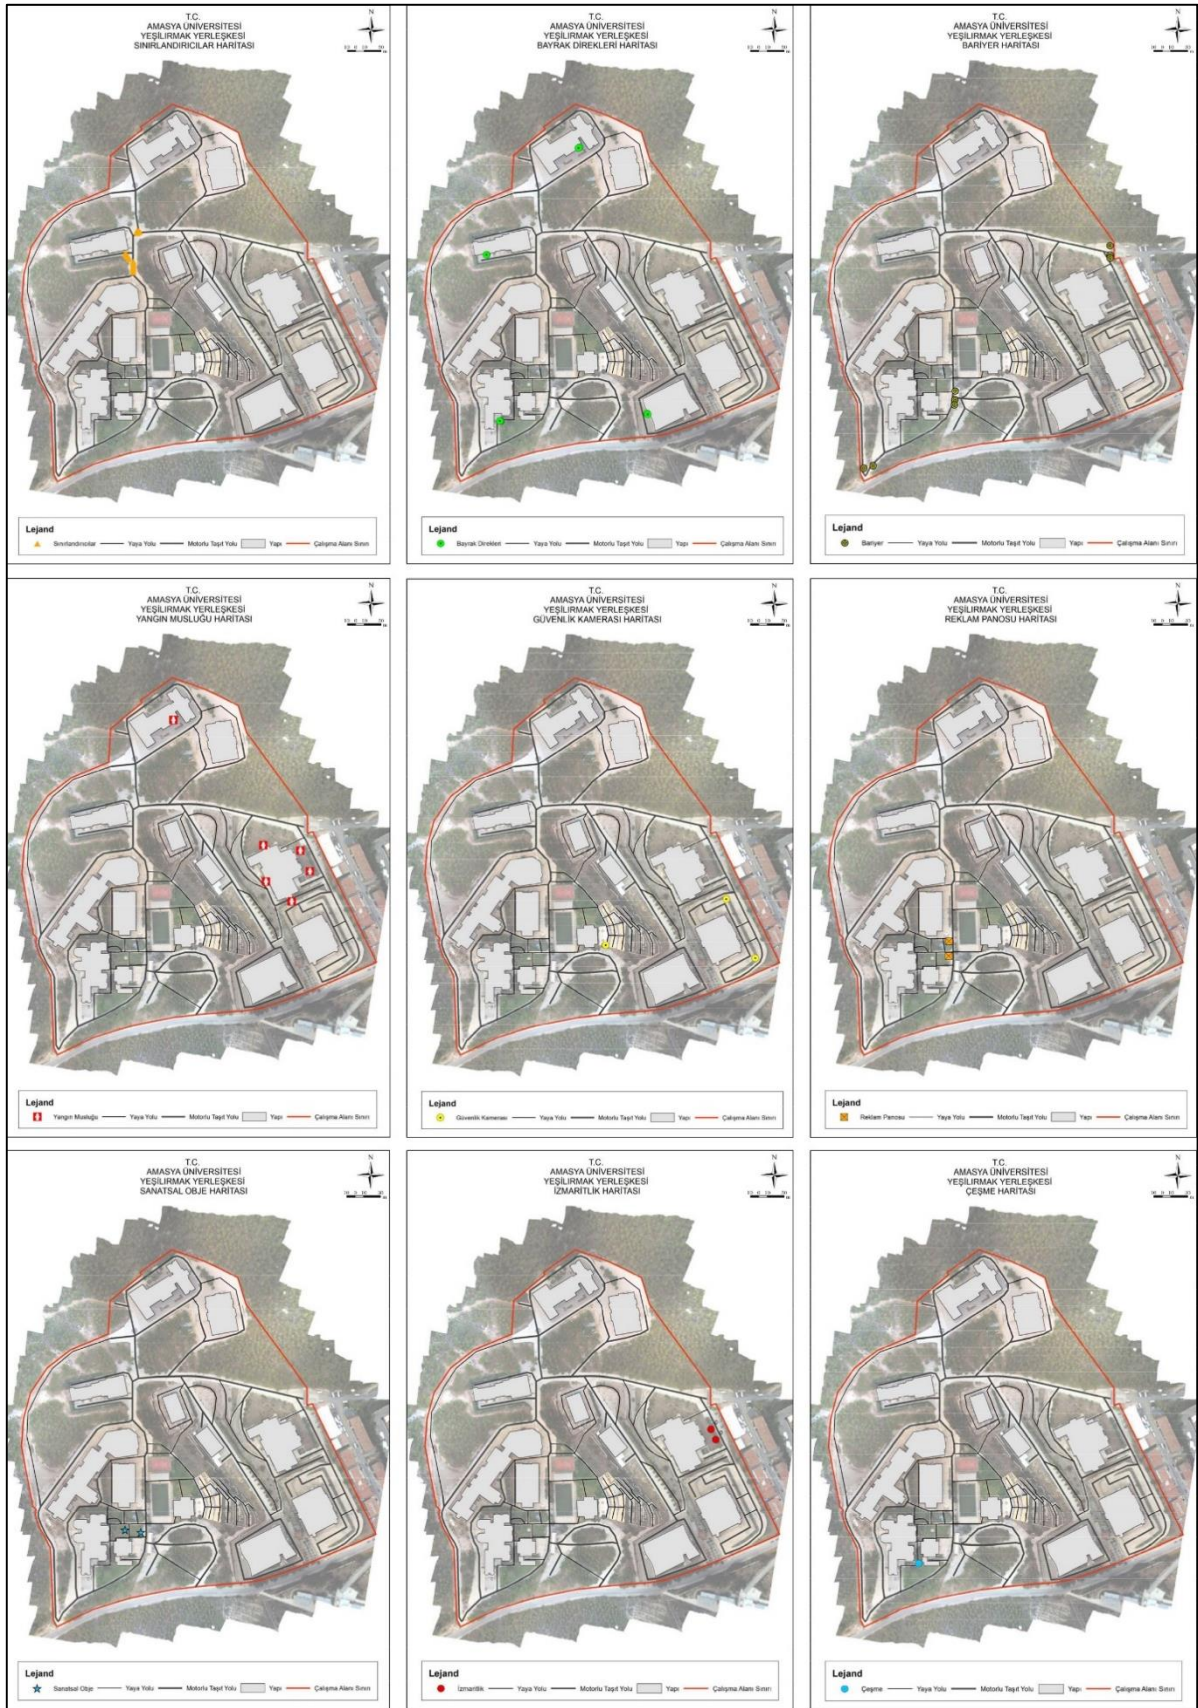 T.C.
AMASYA ÜNİVERSİTESİ
YEŞİLIRMAK YERLEŞKESİ
SINIRLANDIRICILAR HARİTASI
N
Lejand
Sınırlandırıcılar Yaya Yolu Motorlu Taşıt Yolu Yapı Çalışma Alanı Sınırı
T.C.
AMASYA ÜNİVERSİTESİ
YEŞİLIRMAK YERLEŞKESİ
BAYRAK DİREKLERİ HARİTASI
N
Lejand
Bayrak Direkleri Yaya Yolu Motorlu Taşıt Yolu Yapı Çalışma Alanı Sınırı
T.C.
AMASYA ÜNİVERSİTESİ
YEŞİLIRMAK YERLEŞKESİ
BARİYER HARİTASI
N
Lejand
Bariyer Yaya Yolu Motorlu Taşıt Yolu Yapı Çalışma Alanı Sınırı
T.C.
AMASYA ÜNİVERSİTESİ
YEŞİLIRMAK YERLEŞKESİ
YANGIN MUSLUĞU HARİTASI
N
Lejand
Yangın Musluğu Yaya Yolu Motorlu Taşıt Yolu Yapı Çalışma Alanı Sınırı
T.C.
AMASYA ÜNİVERSİTESİ
YEŞİLIRMAK YERLEŞKESİ
GÜVENLİK KAMERASI HARİTASI
N
Lejand
Güvenlik Kamerası Yaya Yolu Motorlu Taşıt Yolu Yapı Çalışma Alanı Sınırı
T.C.
AMASYA ÜNİVERSİTESİ
YEŞİLIRMAK YERLEŞKESİ
REKLAM PANOSU HARİTASI
N
Lejand
Reklam Panosu Yaya Yolu Motorlu Taşıt Yolu Yapı Çalışma Alanı Sınırı
T.C.
AMASYA ÜNİVERSİTESİ
YEŞİLIRMAK YERLEŞKESİ
SANATSAL OBJE HARİTASI
N
Lejand
Sanatsal Obje Yaya Yolu Motorlu Taşıt Yolu Yapı Çalışma Alanı Sınırı
T.C.
AMASYA ÜNİVERSİTESİ
YEŞİLIRMAK YERLEŞKESİ
İZMARİTLİK HARİTASI
N
Lejand
İzmaritlik Yaya Yolu Motorlu Taşıt Yolu Yapı Çalışma Alanı Sınırı
T.C.
AMASYA ÜNİVERSİTESİ
YEŞİLIRMAK YERLEŞKESİ
ÇEŞME HARİTASI
N
Lejand
Çeşme Yaya Yolu Motorlu Taşıt Yolu Yapı Çalışma Alanı Sınırı